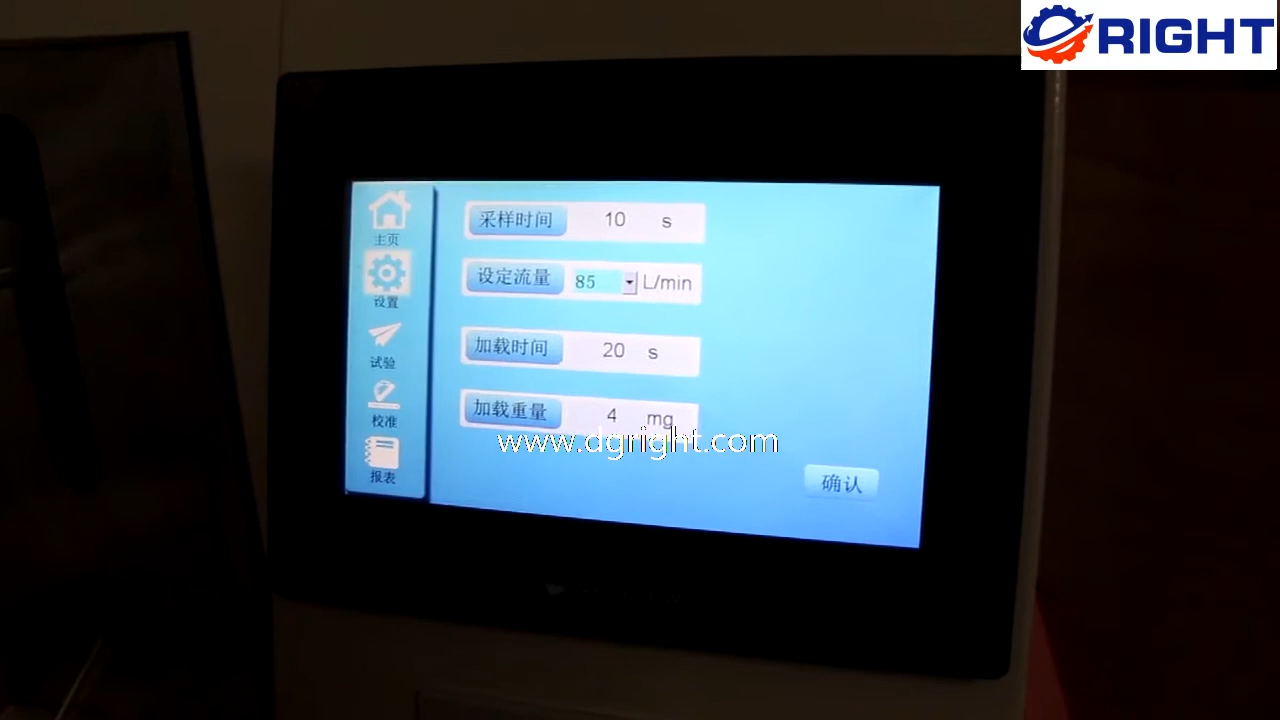 RIGHT
主页
设置
试验
校准
报表
采样时间 10 s
设定流量 85 L/min
加载时间 20 s
加载重量 4 mg
www.dgright.com
确认